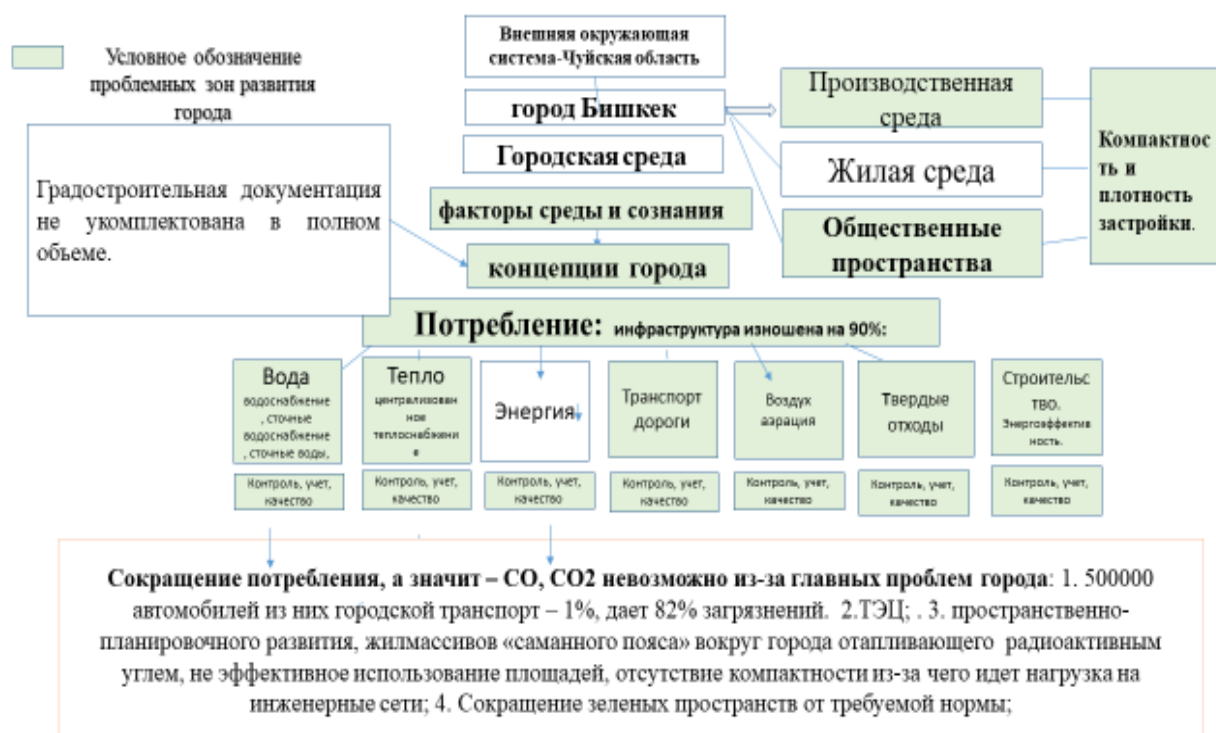 Внешняя окружающая
система-Чуйская область
Условное обозначение
проблемных зон развития
города
город Бишкек
Городская среда
Производственная
среда
Жилая среда
Общественные
пространства
Компактнос
ть и
плотность
застройки.
Градостроительная документация
не укомплектована в полном
объеме.
факторы среды и сознания
концепции города
Потребление: инфраструктура изношена на 90%:
Вода
водоснабжение
, сточные
водоснабжение
, сточные воды,
Тепло
централизован
ное
теплоснабжени
е
Энергия
Транспорт
дороги
Воздух
аэрация
Твердые
отходы
Строительс
тво.
Энергоэффектив
ность.
Контроль, учет,
качество
Контроль, учет,
качество
Контроль, учет,
качество
Контроль, учет,
качество
Контроль, учет,
качество
Контроль, учет,
качество
Контроль, учет,
качество
Сокращение потребления, а значит – СО, СО2 невозможно из-за главных проблем города: 1. 500000
автомобилей из них городской транспорт – 1%, дает 82% загрязнений. 2.ТЭЦ; . 3. пространственно-
планировочного развития, жилмассивов «саманного пояса» вокруг города отапливающего радиоактивным
углем, не эффективное использование площадей, отсутствие компактности из-за чего идет нагрузка на
инженерные сети; 4. Сокращение зеленых пространств от требуемой нормы;